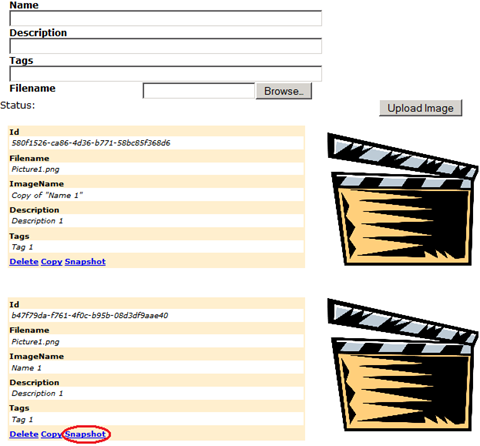 Name
Description
Tags
Filename Browse..
Status:
Upload Image
Id
580f1526-ca86-4d36-b771-58bc85f368d6
Filename
Picture1.png
ImageName
Copy of "Name 1"
Description
Description 1
Tags
Tag 1
Delete Copy Snapshot
Id
b47f79da-f761-4f0c-b95b-08d3df9aae40
Filename
Picture1.png
ImageName
Name 1
Description
Description 1
Tags
Tag 1
Delete Copy Snapshot